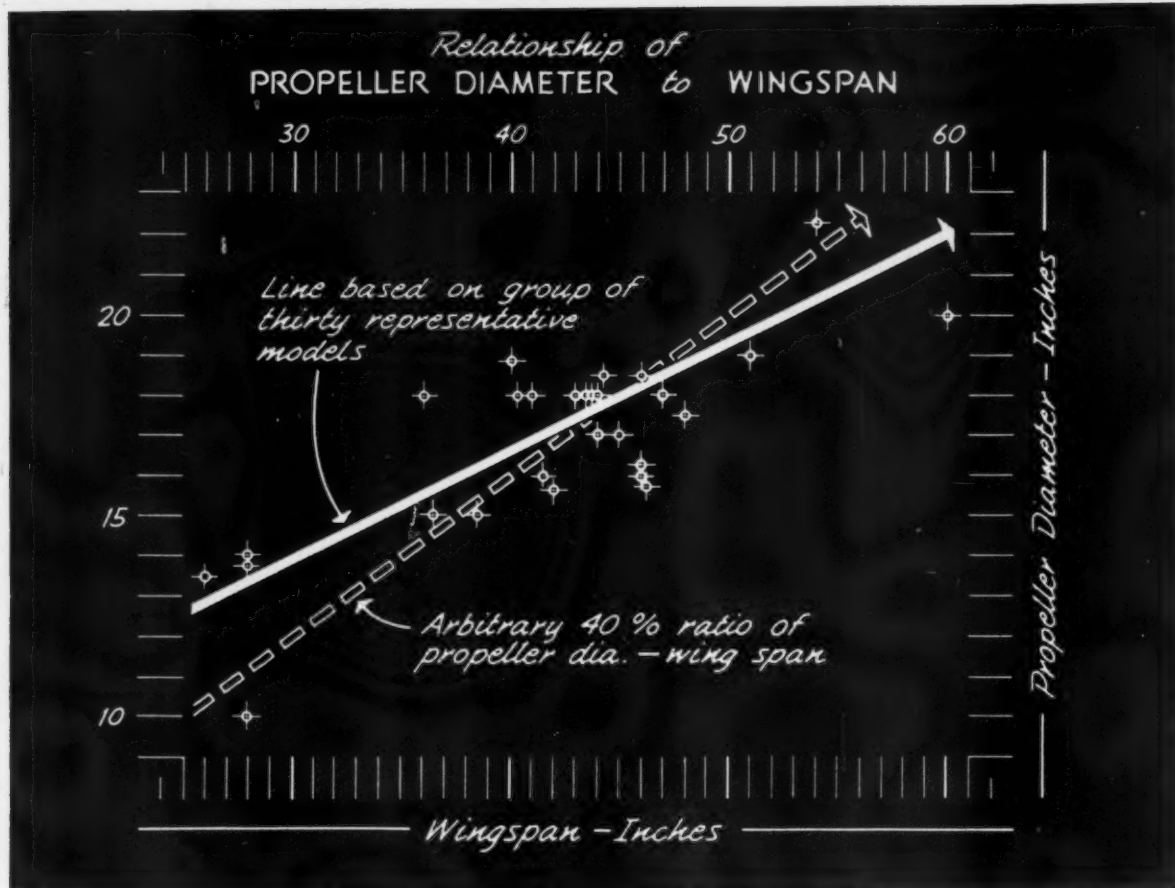 Relationship of
PROPELLER DIAMETER to WINGSPAN
30 40 50 60
Line based on group of
thirty representative
models
20
15
10
Arbitrary 40 % ratio of
propeller dia. — wing span
Propeller Diameter — Inches
Wingspan — Inches